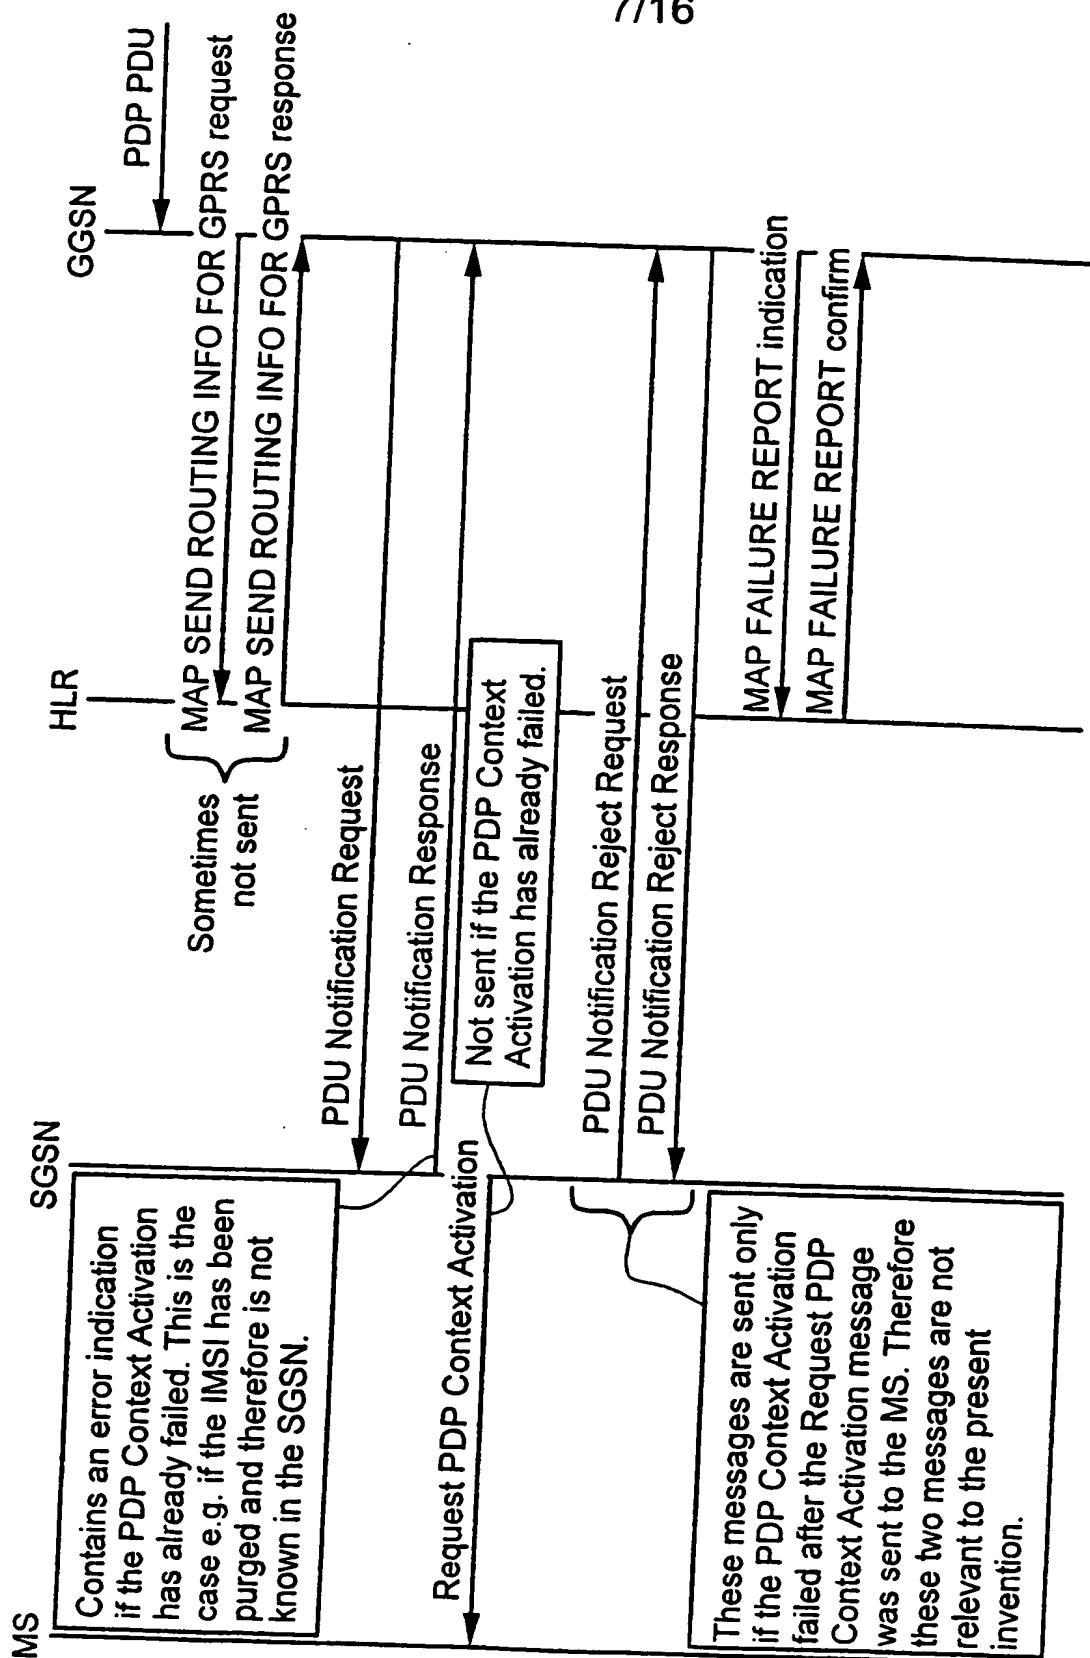 7/16
MS
SGSN
HLR
GGSN
PDP PDU
MAP SEND ROUTING INFO FOR GPRS request
MAP SEND ROUTING INFO FOR GPRS response
Sometimes
not sent
PDU Notification Request
PDU Notification Response
Contains an error indication
if the PDP Context Activation
has already failed. This is the
case e.g. if the IMSI has been
purged and therefore is not
known in the SGSN.
Request PDP Context Activation
Not sent if the PDP Context
Activation has already failed.
PDU Notification Reject Request
PDU Notification Reject Response
These messages are sent only
if the PDP Context Activation
failed after the Request PDP
Context Activation message
was sent to the MS. Therefore
these two messages are not
relevant to the present
invention.
MAP FAILURE REPORT indication
MAP FAILURE REPORT confirm